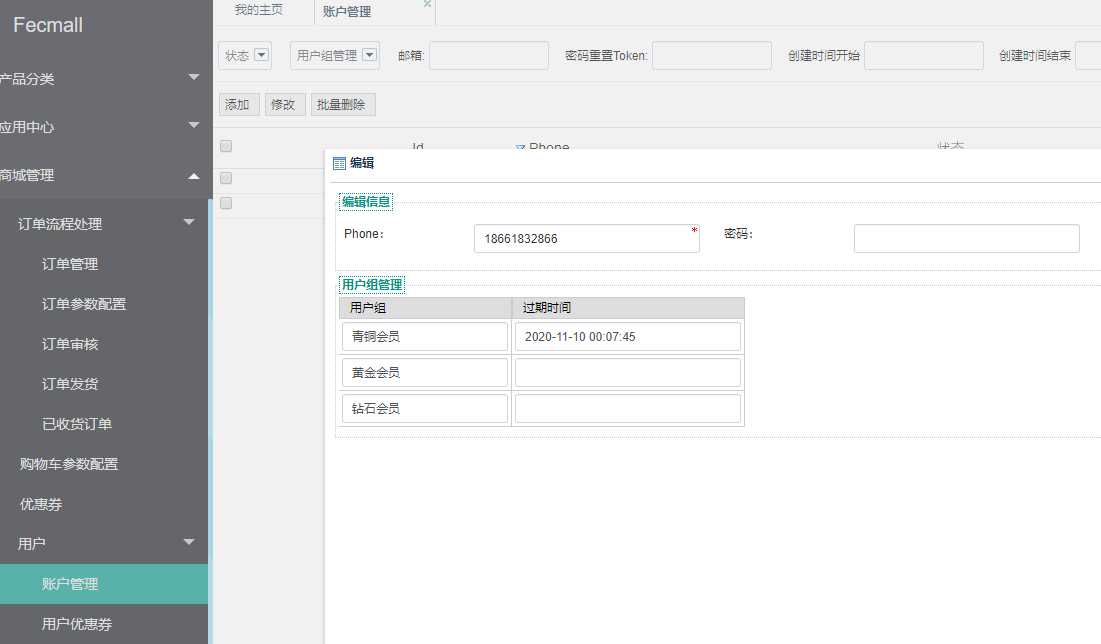 Fecmall
产品分类
应用中心
商城管理
订单流程处理
订单管理
订单参数配置
订单审核
订单发货
已收货订单
购物车参数配置
优惠券
用户
账户管理
用户优惠券
我的主页
账户管理
状态
用户组管理
邮箱:
密码重置Token:
创建时间开始
创建时间结束
添加
修改
批量删除
Id
Phone
状态
编辑
编辑信息
Phone:
18661832866
*
密码:
用户组管理
用户组
过期时间
青铜会员
2020-11-10 00:07:45
黄金会员
钻石会员